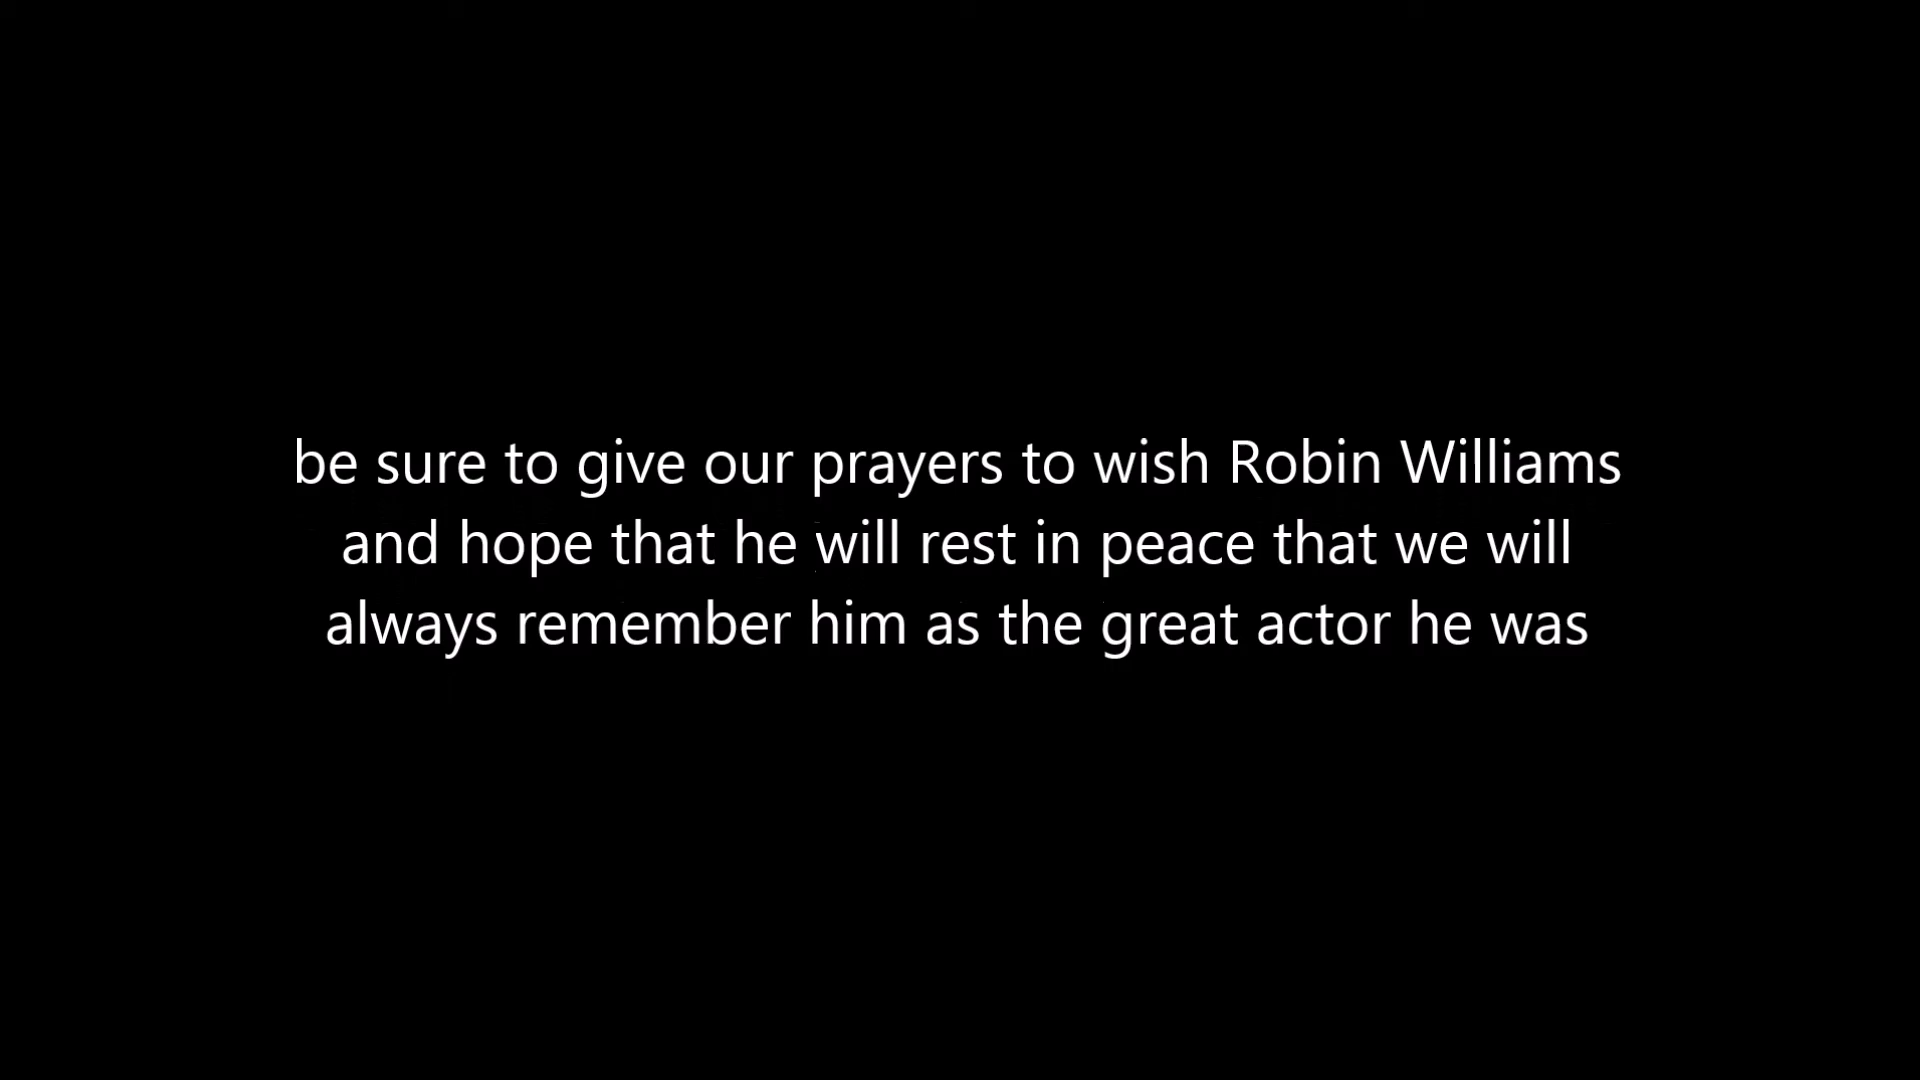 be sure to give our prayers to wish Robin Williams
and hope that he will rest in peace that we will
always remember him as the great actor he was